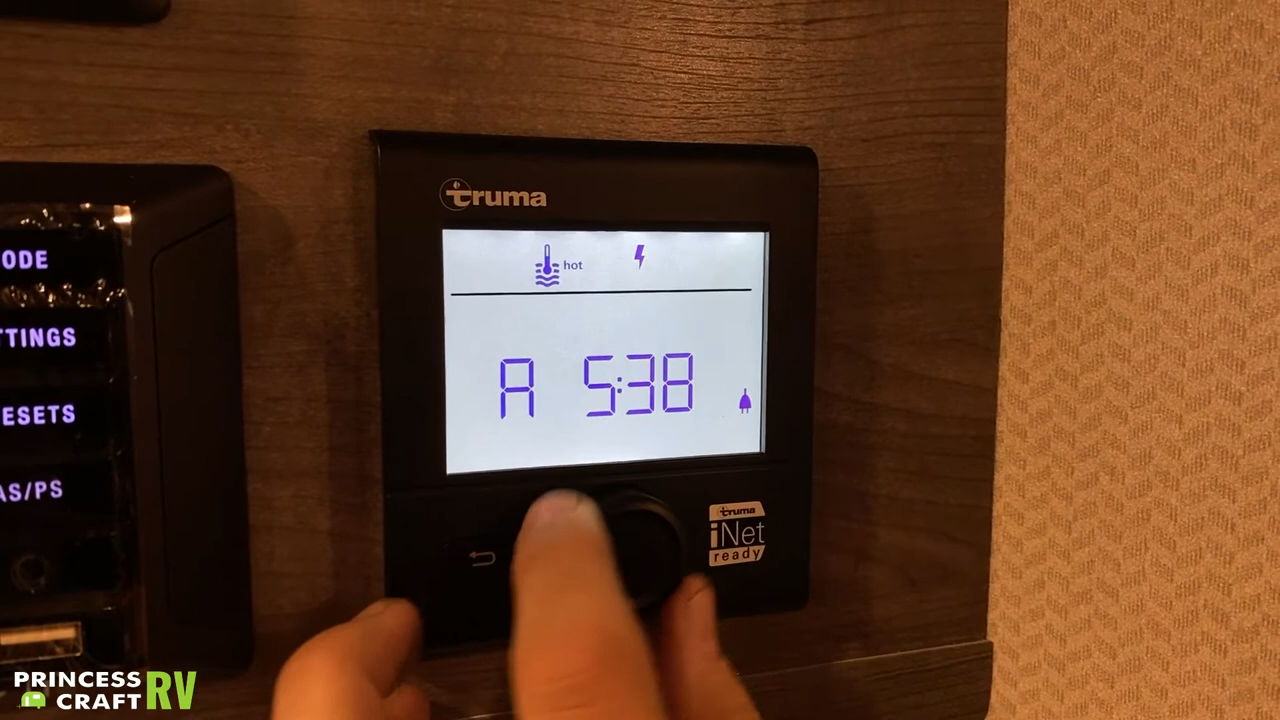 truma
hot
A 5:38
truma
iNet
ready
ODE
TTINGS
ESETS
AS/PS
PRINCESS
CRAFT RV